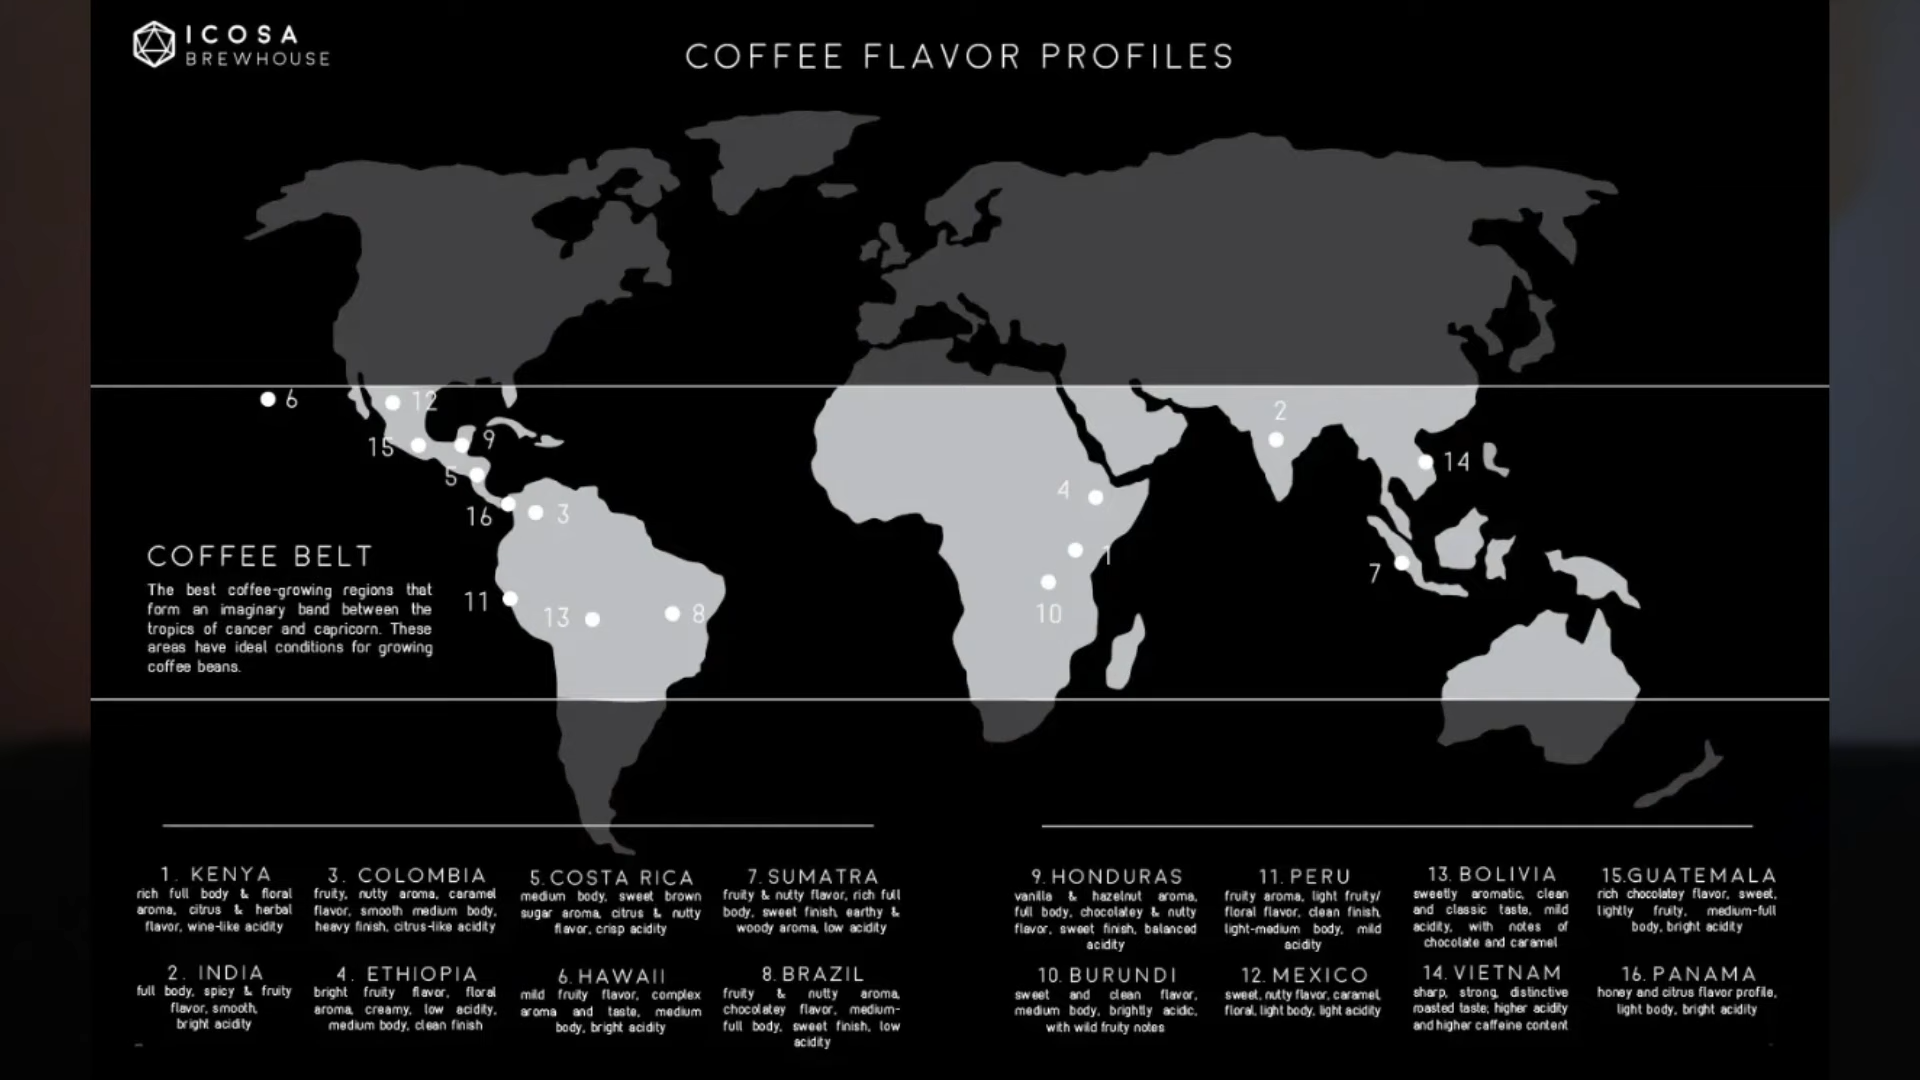 ICOSA
BREWHOUSE
COFFEE FLAVOR PROFILES
6
12
15
9
5
16
3
11
13
8
2
14
4
1
10
7
COFFEE BELT
The best coffee-growing regions that
form an imaginary band between the
tropics of cancer and capricorn. These
areas have ideal conditions for growing
coffee beans.
1. KENYA
rich full body & floral
aroma, citrus & herbal
flavor, wine-like acidity
3. COLOMBIA
fruity, nutty aroma, caramel
flavor, smooth medium body,
heavy finish, citrus-like acidity
5. COSTA RICA
medium body, sweet brown
sugar aroma, citrus & nutty
flavor, crisp acidity
7. SUMATRA
fruity & nutty flavor, rich full
body, sweet finish, earthy &
woody aroma, low acidity
9. HONDURAS
vanilla & hazelnut aroma,
full body, chocolatey & nutty
flavor, sweet finish, balanced
acidity
11. PERU
fruity aroma, light fruity/
floral flavor, clean finish,
light-medium body, mild
acidity
13. BOLIVIA
sweetly aromatic, clean
and classic taste, mild
acidity, with notes of
chocolate and caramel
15.GUATEMALA
rich chocolatey flavor, sweet,
lightly fruity, medium-full
body, bright acidity
2. INDIA
full body, spicy & fruity
flavor, smooth,
bright acidity
4. ETHIOPIA
bright fruity flavor, floral
aroma, creamy, low acidity,
medium body, clean finish
6. HAWAII
mild fruity flavor, complex
aroma and taste, medium
body, bright acidity
8. BRAZIL
fruity & nutty aroma,
chocolatey flavor, medium-
full body, sweet finish, low
acidity
10. BURUNDI
sweet and clean flavor,
medium body, brightly acidic,
with wild fruity notes
12. MEXICO
sweet, nutty flavor, caramel,
floral, light body, light acidity
14. VIETNAM
sharp, strong, distinctive
roasted taste; higher acidity
and higher caffeine content
16. PANAMA
honey and citrus flavor profile,
light body, bright acidity